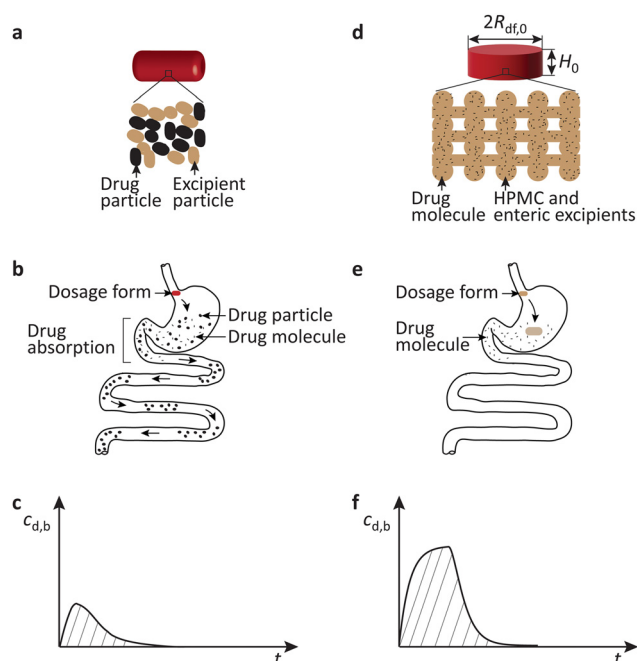 a
Drug
particle
Excipient
particle
b
Dosage form
Drug particle
Drug
absorption
Drug molecule
c
c_d,b
t
d
2R_df,0
H_0
Drug
molecule
HPMC and
enteric excipients
e
Dosage form
Drug
molecule
f
c_d,b
t